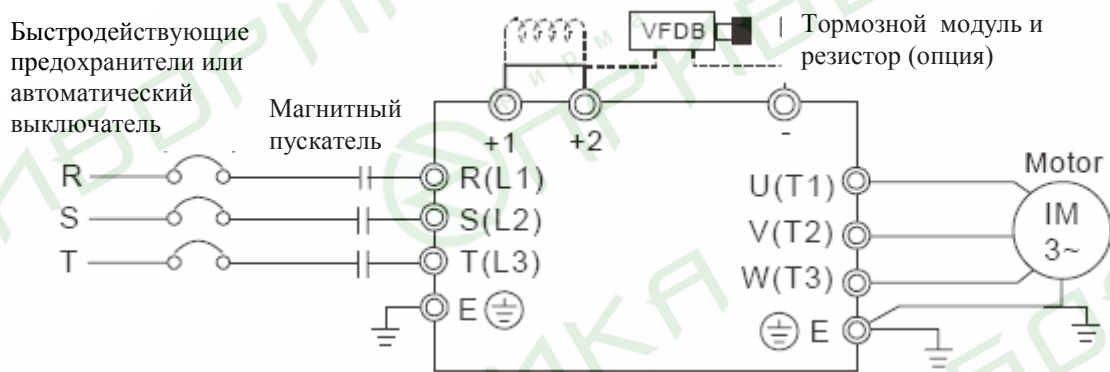 Быстродействующие
предохранители или
автоматический
выключатель
Магнитный
пускатель
VFDB
Тормозной модуль и
резистор (опция)
+1
+2
-
R
R(L1)
S
S(L2)
T
T(L3)
E
U(T1)
V(T2)
W(T3)
E
Motor
IM
3~